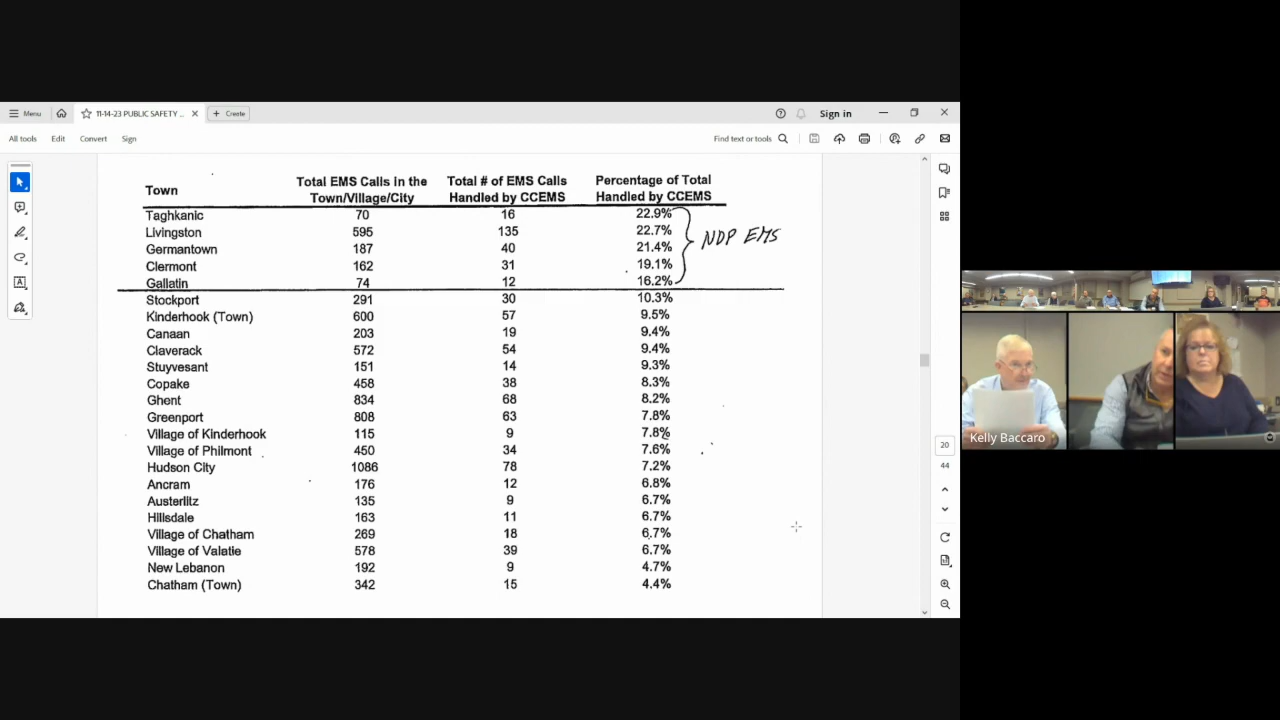 Menu
11-14-23 PUBLIC SAFETY ...
Create
Sign in
All tools Edit Convert Sign
Find text or tools
Town Total EMS Calls in the Town/Village/City Total # of EMS Calls Handled by CCEMS Percentage of Total Handled by CCEMS
Taghkanic 70 16 22.9%
Livingston 595 135 22.7%
NDP EMS
Germantown 187 40 21.4%
Clermont 162 31 19.1%
Gallatin 74 12 16.2%
Stockport 291 30 10.3%
Kinderhook (Town) 600 57 9.5%
Canaan 203 19 9.4%
Claverack 572 54 9.4%
Stuyvesant 151 14 9.3%
Copake 458 38 8.3%
Ghent 834 68 8.2%
Greenport 808 63 7.8%
Village of Kinderhook 115 9 7.8%
Village of Philmont 450 34 7.6%
Hudson City 1086 78 7.2%
Ancram 176 12 6.8%
Austerlitz 135 9 6.7%
Hillsdale 163 11 6.7%
Village of Chatham 269 18 6.7%
Village of Valatie 578 39 6.7%
New Lebanon 192 9 4.7%
Chatham (Town) 342 15 4.4%
20
44
Kelly Baccaro